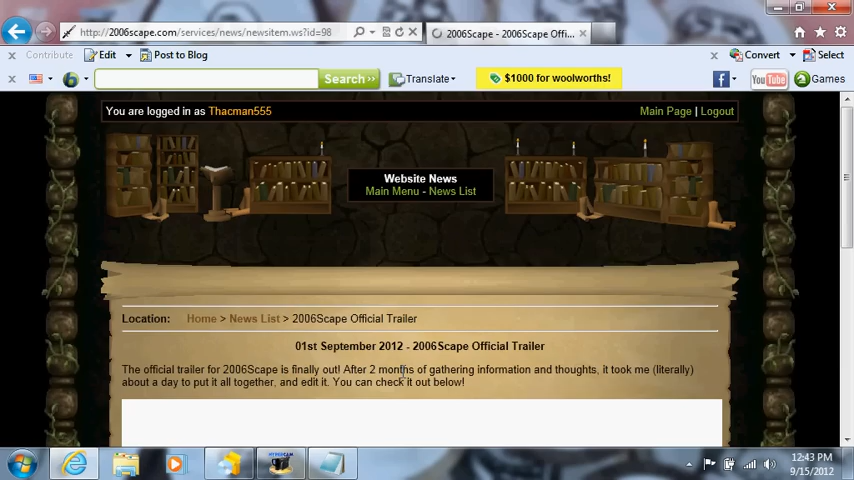 http://2006scape.com/services/news/newsitem.ws?id=98
2006Scape - 2006Scape Offi...
Contribute Edit Post to Blog
Convert Select
Search>>
Translate
$1000 for woolworths!
You Tube
Games
You are logged in as Thacman555
Main Page | Logout
Website News
Main Menu - News List
Location: Home > News List > 2006Scape Official Trailer
01st September 2012 - 2006Scape Official Trailer
The official trailer for 2006Scape is finally out! After 2 months of gathering information and thoughts, it took me (literally)
about a day to put it all together, and edit it. You can check it out below!
12:43 PM
9/15/2012